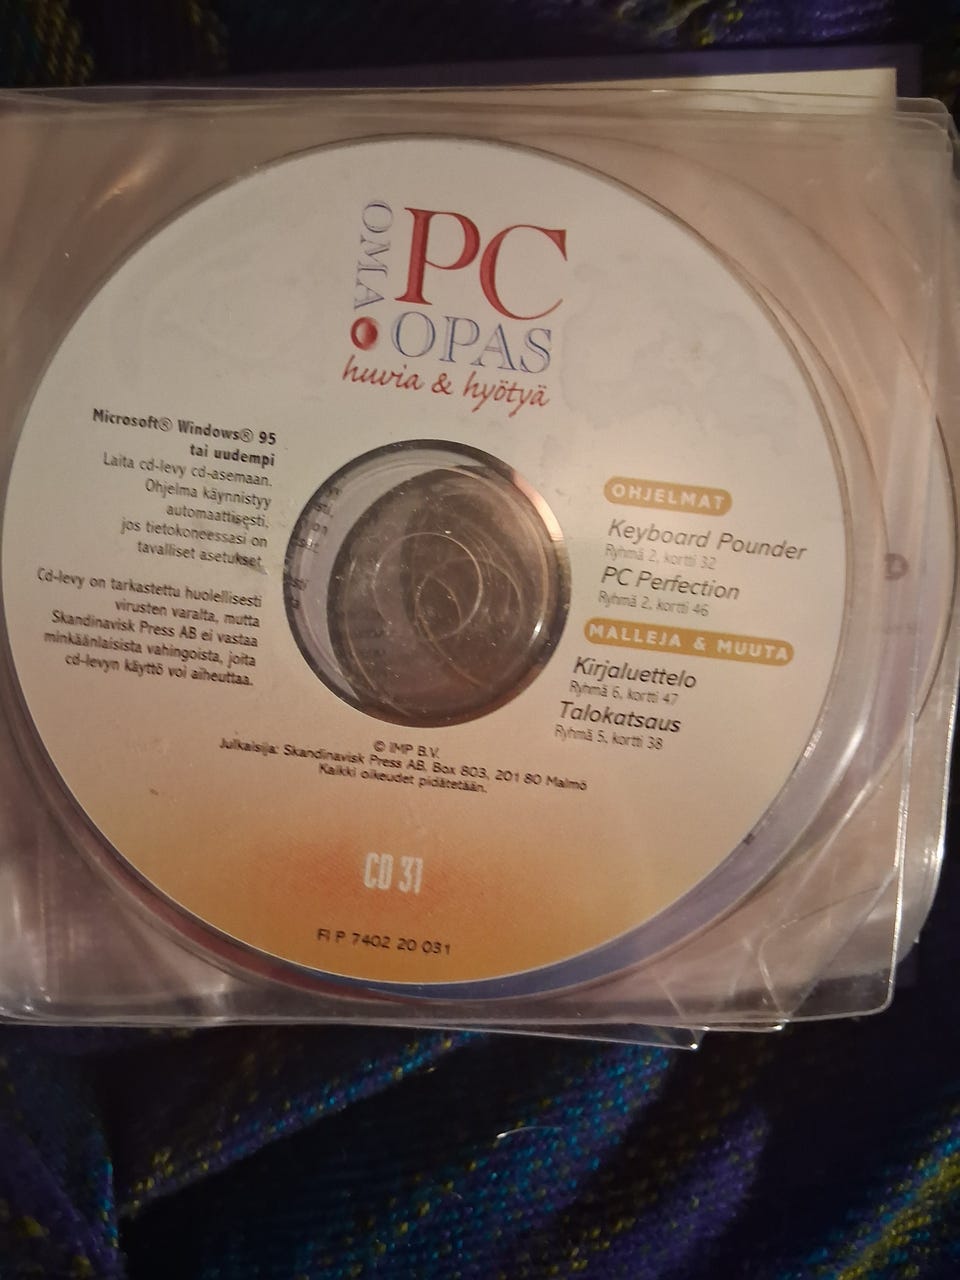 OMA
PC
OPAS
huvia & hyötyä
Microsoft® Windows® 95
tai uudempi
Laita cd-levy cd-asemaan.
Ohjelma käynnistyy
automaattisesti,
jos tietokoneessasi on
tavalliset asetukset.
Cd-levy on tarkastettu huolellisesti
virusten varalta, mutta
Skandinavisk Press AB ei vastaa
minkäänlaisista vahingoista, joita
cd-levyn käyttö voi aiheuttaa.
OHJELMAT
Keyboard Pounder
Ryhmä 2, kortti 32
PC Perfection
Ryhmä 2, kortti 46
MALLEJA & MUUTA
Kirjaluettelo
Ryhmä 6, kortti 47
Talokatsaus
Ryhmä 5, kortti 38
© IMP B.V.
Julkaisija: Skandinavisk Press AB, Box 803, 201 80 Malmö
Kaikki oikeudet pidätetään.
CD 31
FI P 7402 20 031